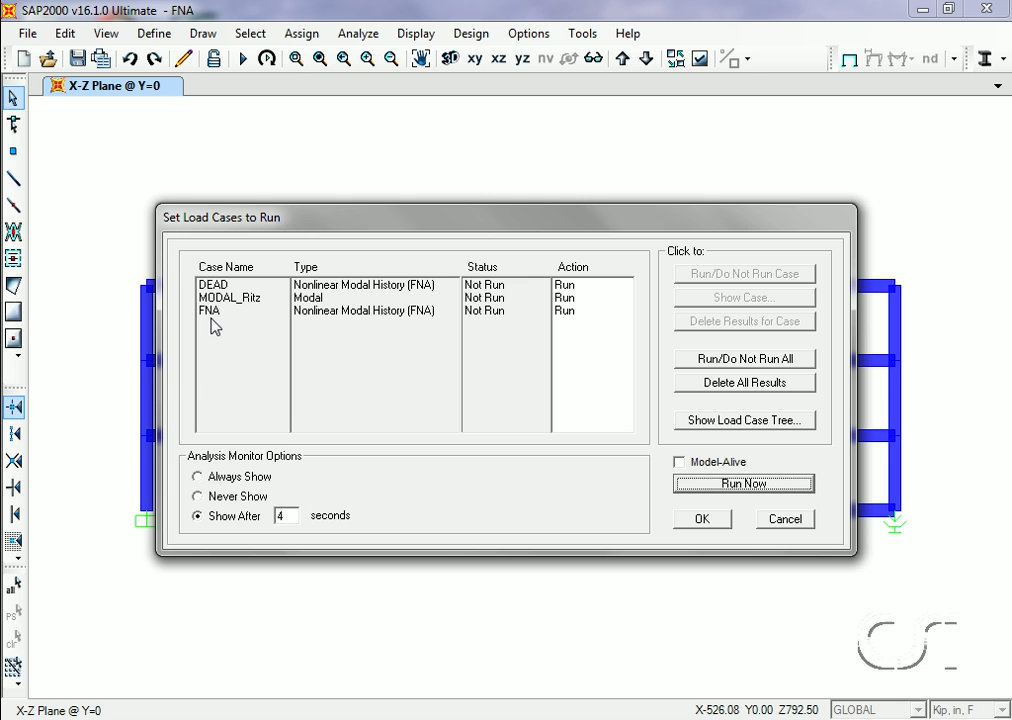 SAP2000 v16.1.0 Ultimate - FNA
File Edit View Define Draw Select Assign Analyze Display Design Options Tools Help
3D xy xz yz nv nd
X-Z Plane @ Y=0
Set Load Cases to Run
Case Name Type Status Action
DEAD Nonlinear Modal History (FNA) Not Run Run
MODAL_Ritz Modal Not Run Run
FNA Nonlinear Modal History (FNA) Not Run Run
Click to:
Run/Do Not Run Case
Show Case...
Delete Results for Case
Run/Do Not Run All
Delete All Results
Show Load Case Tree...
Analysis Monitor Options
Always Show
Never Show
Show After 4 seconds
Model-Alive
Run Now
OK Cancel
all
PS
clr
CSI
X-Z Plane @ Y=0 X-526.08 Y0.00 Z792.50 GLOBAL Kip, in, F